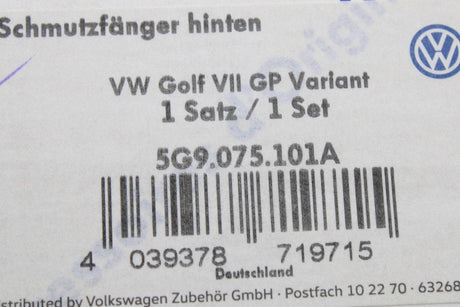 Schmutzfänger hinten
VW Golf VII GP Variant
1 Satz / 1 Set
5G9.075.101A
4 039378 719715
Deutschland
Distributed by Volkswagen Zubehör GmbH · Postfach 10 22 70 · 63268